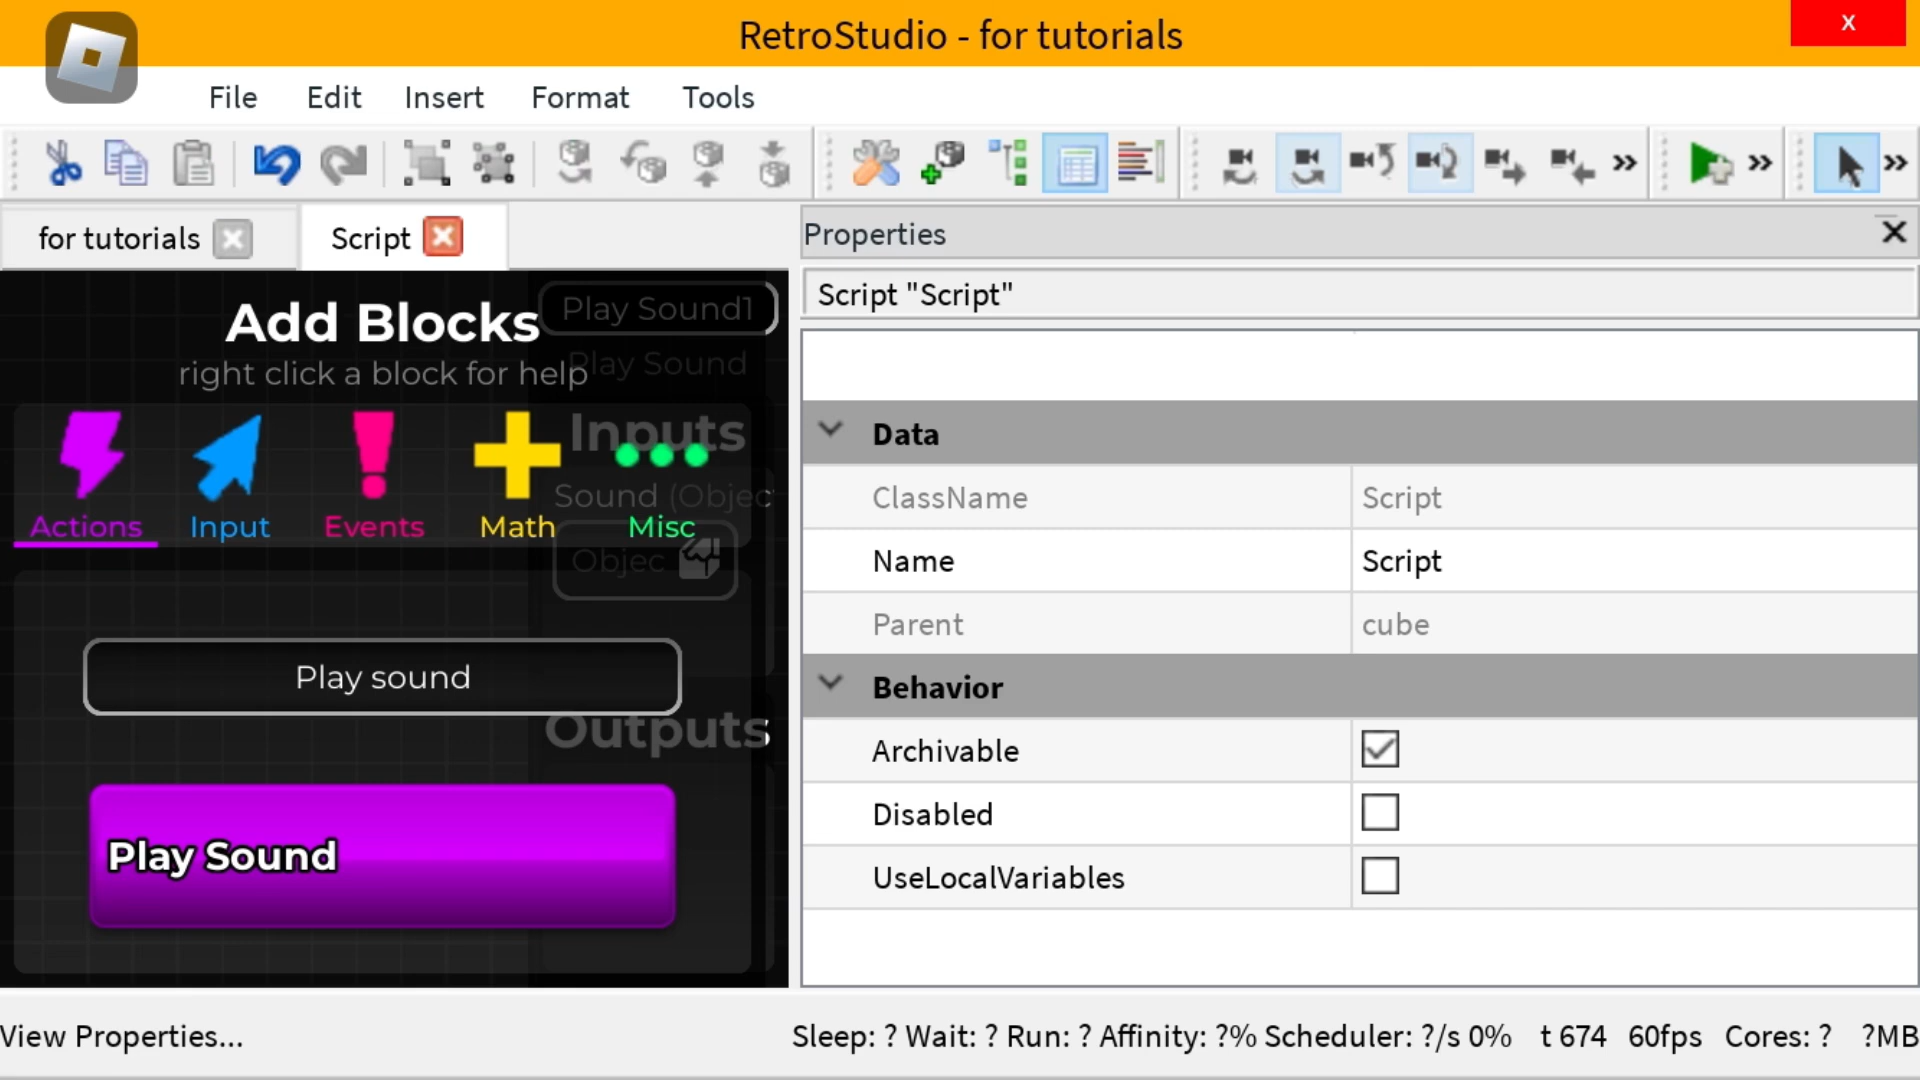 RetroStudio - for tutorials
x
File Edit Insert Format Tools
for tutorials
Script
Properties
Script "Script"
Add Blocks
right click a block for help
Play Sound1
Play Sound
Inputs
Sound (Objec
Objec
Actions
Input
Events
Math
Misc
Play sound
Outputs
Play Sound
Data
ClassName Script
Name Script
Parent cube
Behavior
Archivable
Disabled
UseLocalVariables
View Properties...
Sleep: ? Wait: ? Run: ? Affinity: ?% Scheduler: ?/s 0% t 674 60fps Cores: ? ?MB